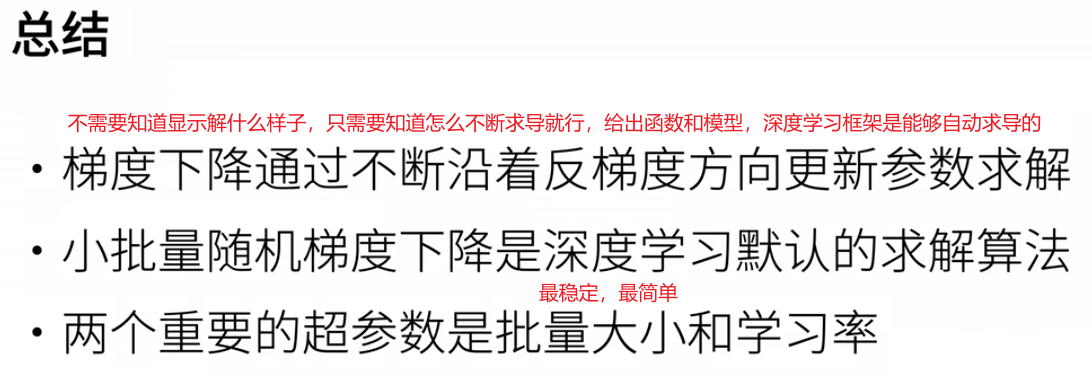 总结
不需要知道显示解什么样子，只需要知道怎么不断求导就行，给出函数和模型，深度学习框架是能够自动求导的
• 梯度下降通过不断沿着反梯度方向更新参数求解
• 小批量随机梯度下降是深度学习默认的求解算法
最稳定，最简单
• 两个重要的超参数是批量大小和学习率